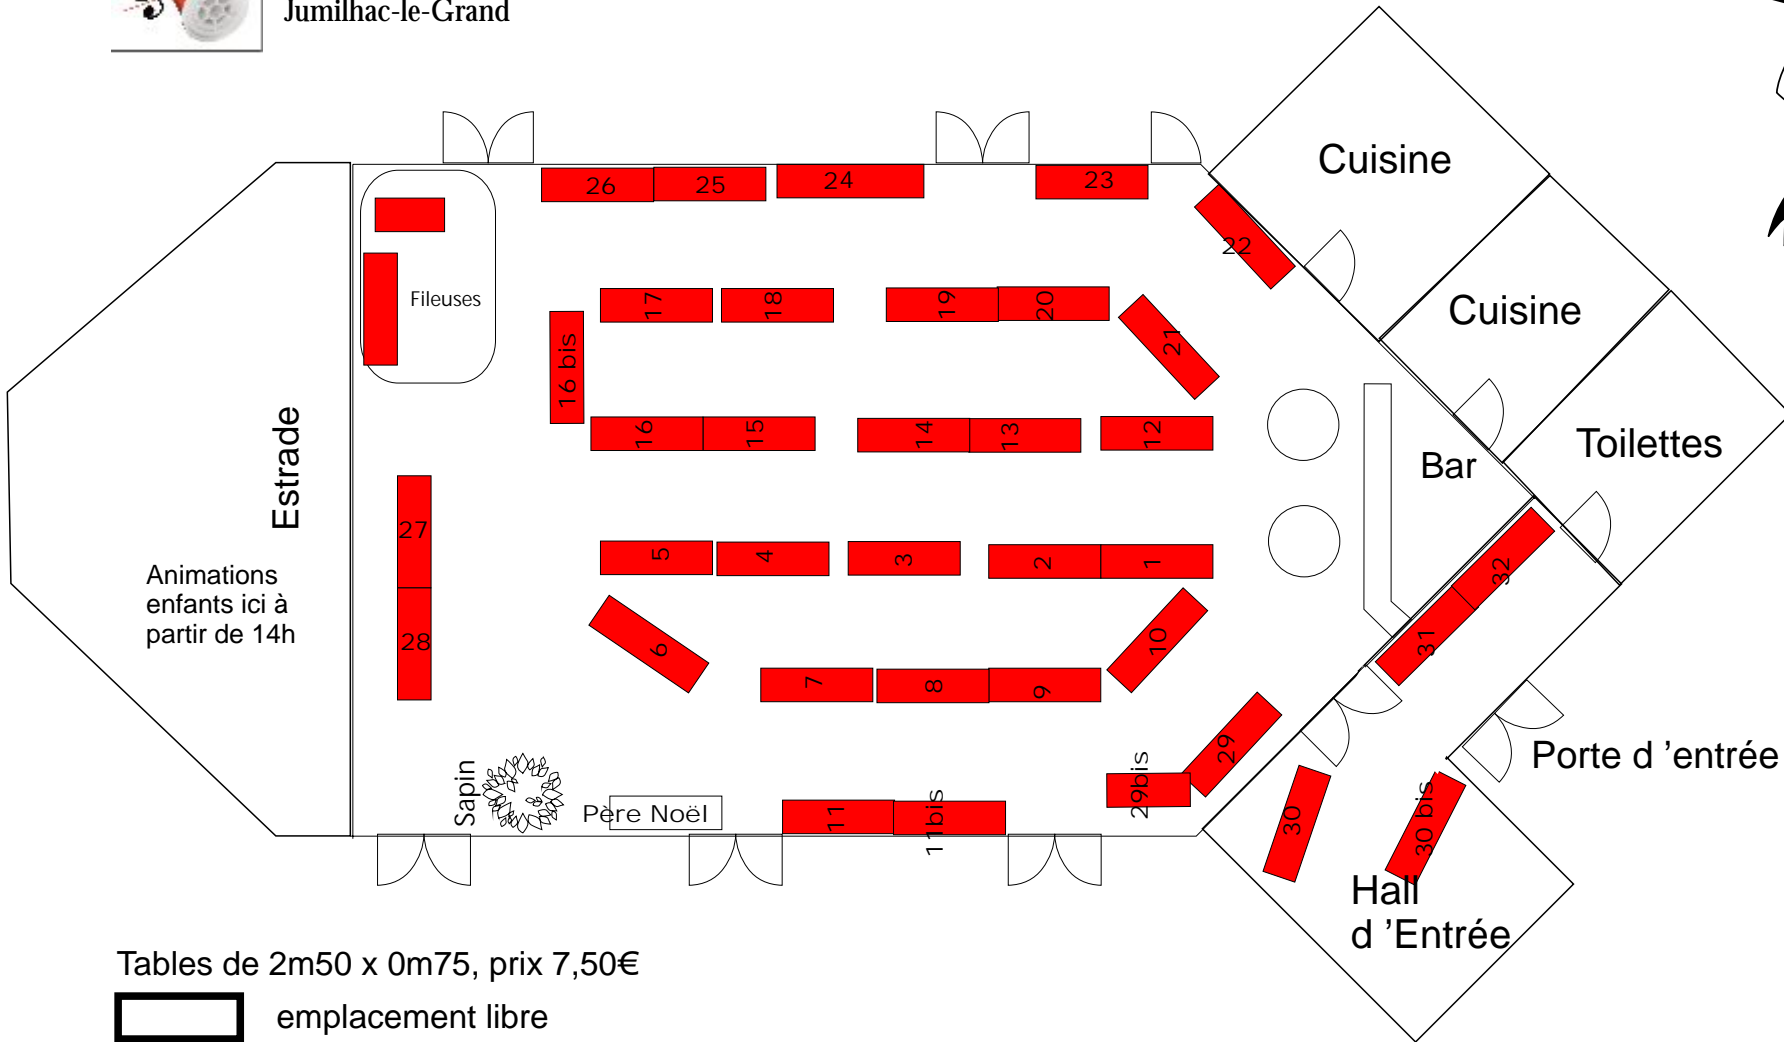 Jumilhac-le-Grand
Cuisine
26
25
24
23
22
Fileuses
17
18
19
20
21
Cuisine
16 bis
16
15
14
13
12
Toilettes
Bar
Estrade
27
5
4
3
2
1
32
Animations
enfants ici à
partir de 14h
28
6
10
31
7
8
9
29
29bis
Porte d ’entrée
Sapin
Père Noël
11
11bis
30
30 bis
Hall
d ’Entrée
Tables de 2m50 x 0m75, prix 7,50€
emplacement libre